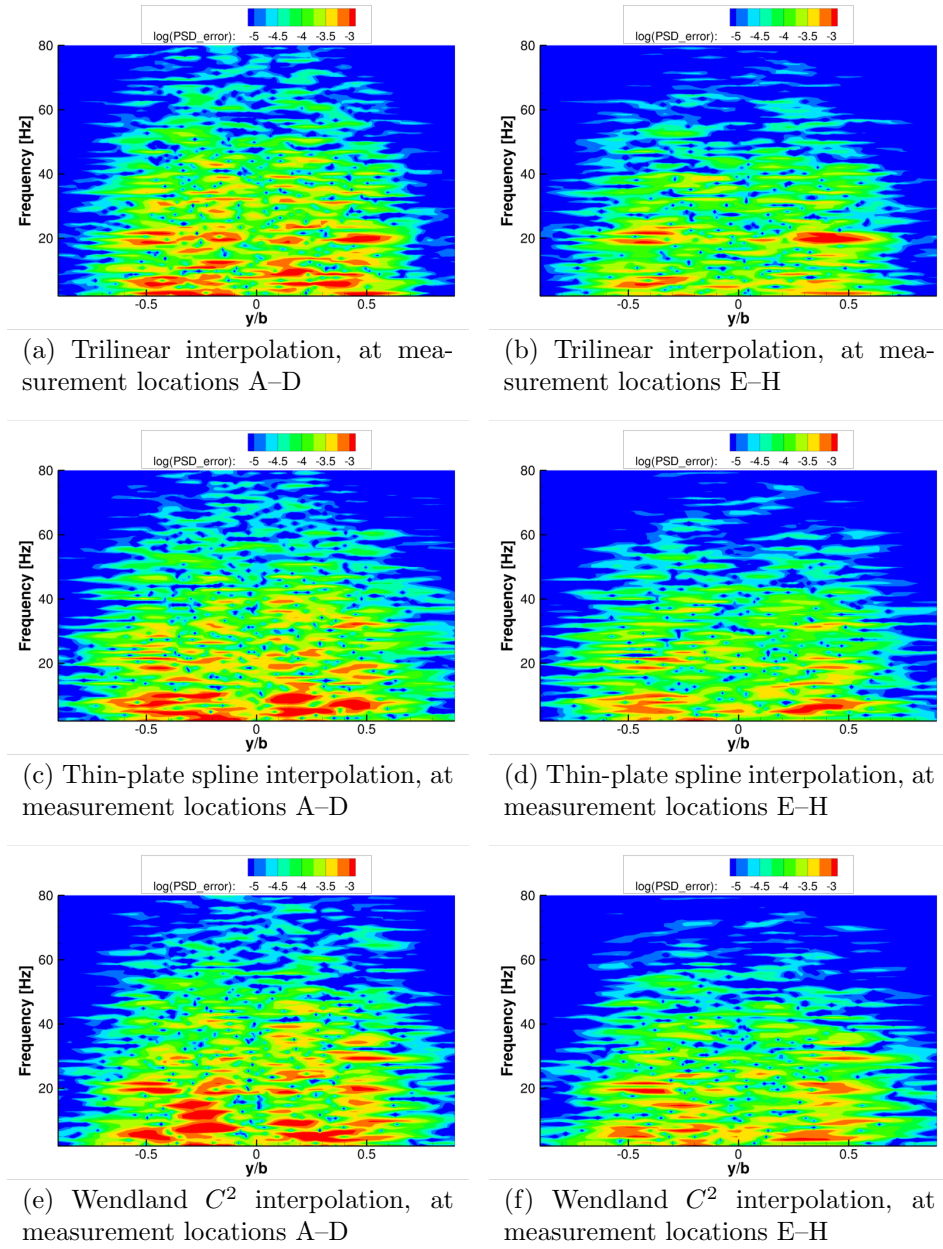 log(PSD_error): -5 -4.5 -4 -3.5 -3
log(PSD_error): -5 -4.5 -4 -3.5 -3
Frequency [Hz]
80
60
40
20
-0.5 0 0.5
y/b
Frequency [Hz]
80
60
40
20
-0.5 0 0.5
y/b
(a) Trilinear interpolation, at mea-
surement locations A–D
(b) Trilinear interpolation, at mea-
surement locations E–H
log(PSD_error): -5 -4.5 -4 -3.5 -3
log(PSD_error): -5 -4.5 -4 -3.5 -3
Frequency [Hz]
80
60
40
20
-0.5 0 0.5
y/b
Frequency [Hz]
80
60
40
20
-0.5 0 0.5
y/b
(c) Thin-plate spline interpolation, at
measurement locations A–D
(d) Thin-plate spline interpolation, at
measurement locations E–H
log(PSD_error): -5 -4.5 -4 -3.5 -3
log(PSD_error): -5 -4.5 -4 -3.5 -3
Frequency [Hz]
80
60
40
20
-0.5 0 0.5
y/b
Frequency [Hz]
80
60
40
20
-0.5 0 0.5
y/b
(e) Wendland C² interpolation, at
measurement locations A–D
(f) Wendland C² interpolation, at
measurement locations E–H